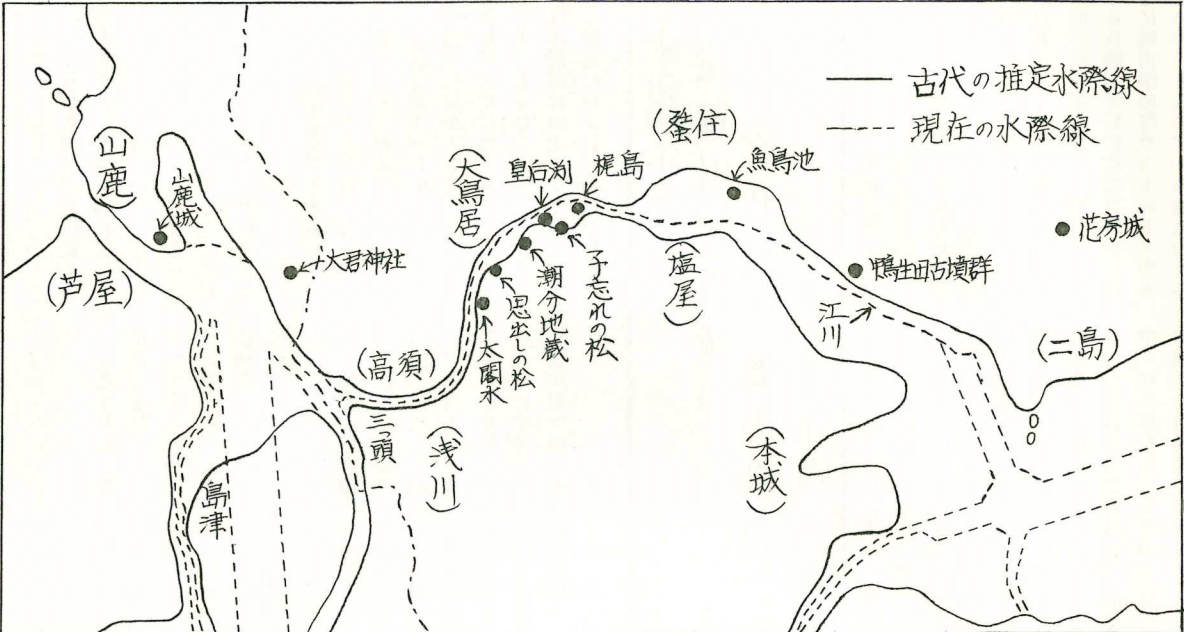 古代の推定水際線
現在の水際線
(山鹿)
山鹿城
(芦屋)
大君神社
(大鳥居)
皇后渕
梶島
(蜑住)
魚鳥池
花房城
鴨生田古墳群
江川
(二島)
(塩屋)
子忘れの松
潮分地蔵
思出しの松
太閤水
(高須)
三っ頭
(浅川)
(本城)
島津